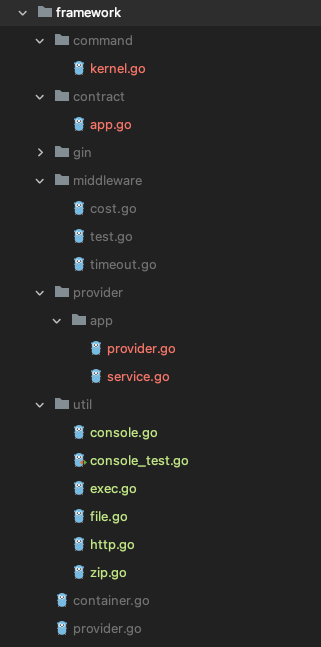 framework
command
kernel.go
contract
app.go
gin
middleware
cost.go
test.go
timeout.go
provider
app
provider.go
service.go
util
console.go
console_test.go
exec.go
file.go
http.go
zip.go
container.go
provider.go